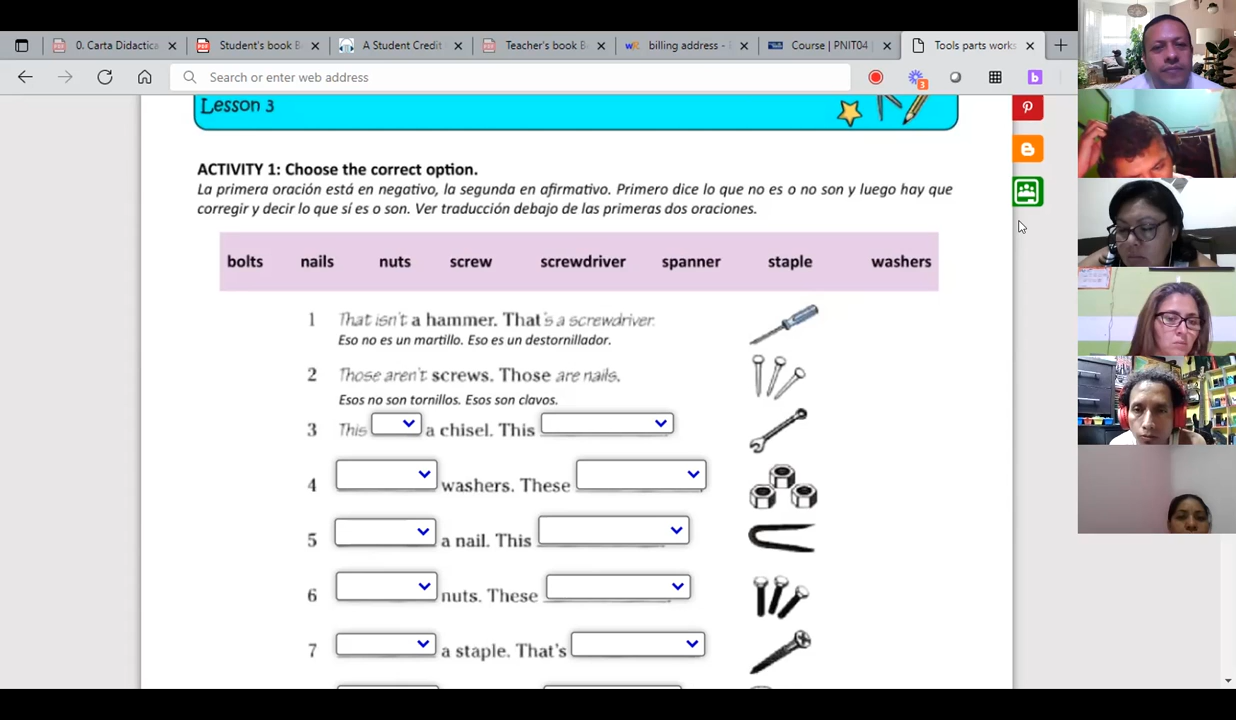 0. Carta Didactica
Student's book B
A Student Credit
Teacher's book B
billing address -
Course | PNIT04
Tools parts works
Search or enter web address
3
b
Lesson 3
ACTIVITY 1: Choose the correct option.
La primera oración está en negativo, la segunda en afirmativo. Primero dice lo que no es o no son y luego hay que
corregir y decir lo que sí es o son. Ver traducción debajo de las primeras dos oraciones.
bolts nails nuts screw screwdriver spanner staple washers
1 That isn't a hammer. That's a screwdriver.
Eso no es un martillo. Eso es un destornillador.
2 Those aren't screws. Those are nails.
Esos no son tornillos. Esos son clavos.
3 This a chisel. This
4 washers. These
5 a nail. This
6 nuts. These
7 a staple. That's